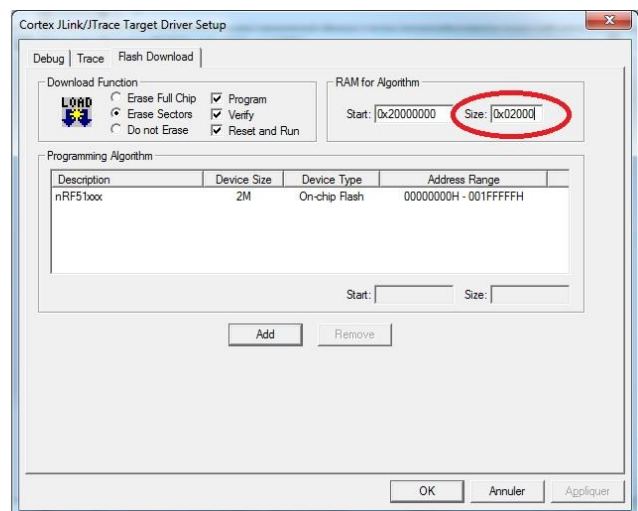 Cortex JLink/JTrace Target Driver Setup
Debug Trace Flash Download
Download Function
LOAD
Erase Full Chip
Erase Sectors
Do not Erase
Program
Verify
Reset and Run
RAM for Algorithm
Start: 0x20000000 Size: 0x02000
Programming Algorithm
Description Device Size Device Type Address Range
nRF51xxx 2M On-chip Flash 00000000H - 001FFFFFH
Start: Size:
Add Remove
OK Annuler Appliquer